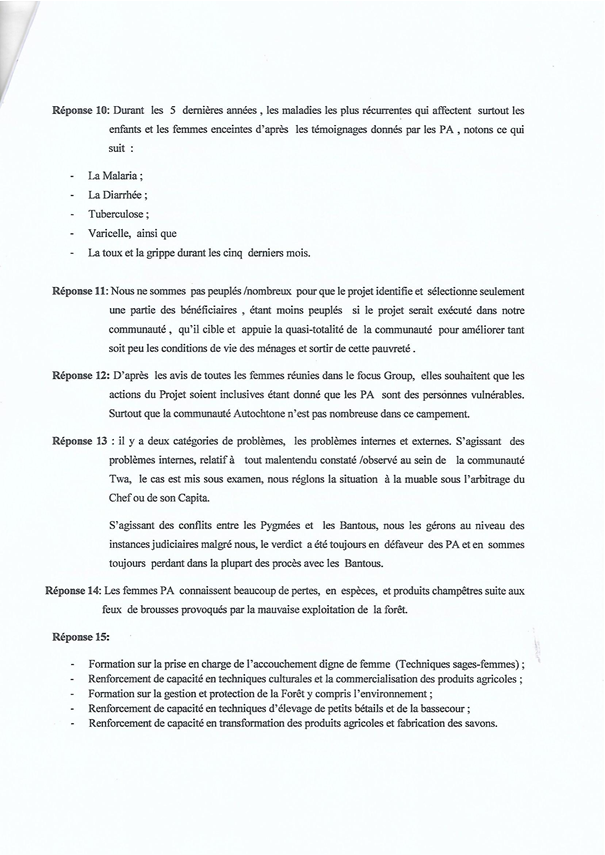 Réponse 10: Durant les 5 dernières années , les maladies les plus récurrentes qui affectent surtout les
enfants et les femmes enceintes d’après les témoignages donnés par les PA , notons ce qui
suit :
- La Malaria ;
- La Diarrhée ;
- Tuberculose ;
- Varicelle, ainsi que
- La toux et la grippe durant les cinq derniers mois.
Réponse 11: Nous ne sommes pas peuplés /nombreux pour que le projet identifie et sélectionne seulement
une partie des bénéficiaires , étant moins peuplés si le projet serait exécuté dans notre
communauté , qu’il cible et appuie la quasi-totalité de la communauté pour améliorer tant
soit peu les conditions de vie des ménages et sortir de cette pauvreté .
Réponse 12: D’après les avis de toutes les femmes réunies dans le focus Group, elles souhaitent que les
actions du Projet soient inclusives étant donné que les PA sont des personnes vulnérables.
Surtout que la communauté Autochtone n’est pas nombreuse dans ce campement.
Réponse 13 : il y a deux catégories de problèmes, les problèmes internes et externes. S’agissant des
problèmes internes, relatif à tout malentendu constaté /observé au sein de la communauté
Twa, le cas est mis sous examen, nous réglons la situation à la muable sous l’arbitrage du
Chef ou de son Capita.
S’agissant des conflits entre les Pygmées et les Bantous, nous les gérons au niveau des
instances judiciaires malgré nous, le verdict a été toujours en défaveur des PA et en sommes
toujours perdant dans la plupart des procès avec les Bantous.
Réponse 14: Les femmes PA connaissent beaucoup de pertes, en espèces, et produits champêtres suite aux
feux de brousses provoqués par la mauvaise exploitation de la forêt.
Réponse 15:
- Formation sur la prise en charge de l’accouchement digne de femme (Techniques sages-femmes) ;
- Renforcement de capacité en techniques culturales et la commercialisation des produits agricoles ;
- Formation sur la gestion et protection de la Forêt y compris l’environnement ;
- Renforcement de capacité en techniques d’élevage de petits bétails et de la bassecour ;
- Renforcement de capacité en transformation des produits agricoles et fabrication des savons.